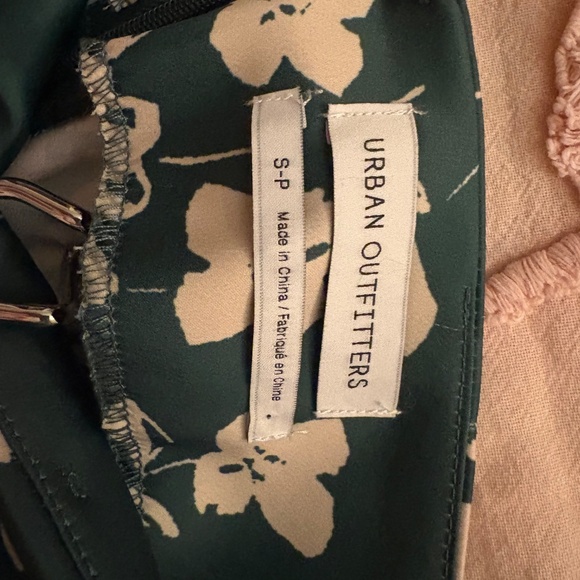 URBAN OUTFITTERS
S-P
Made in China / Fabriqué en Chine